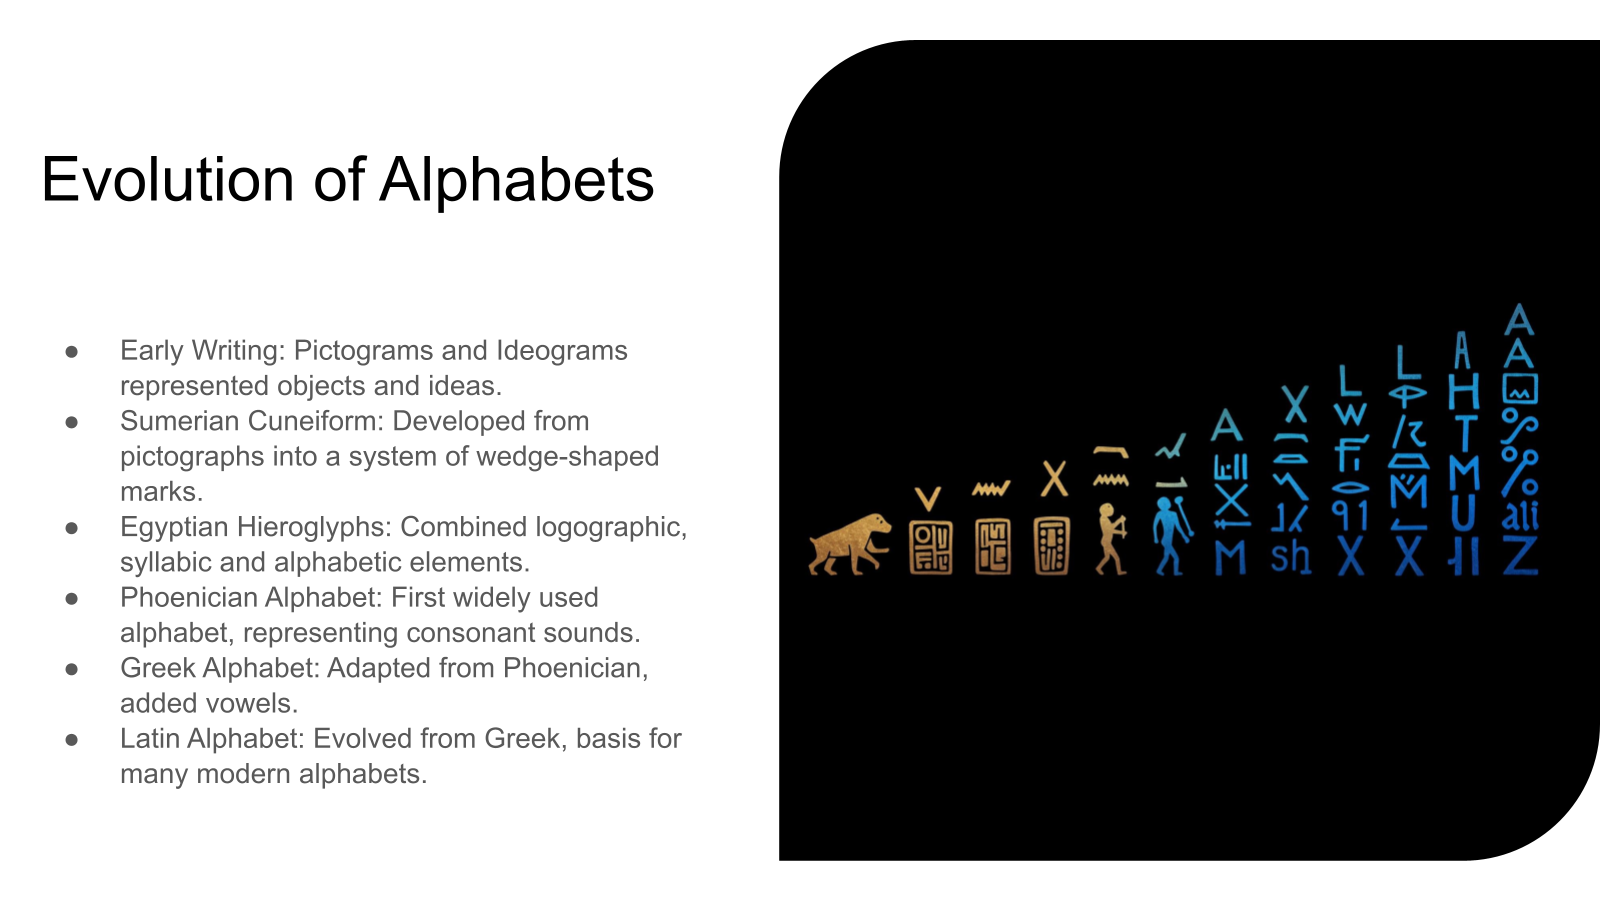 Evolution of Alphabets
● Early Writing: Pictograms and Ideograms
represented objects and ideas.
● Sumerian Cuneiform: Developed from
pictographs into a system of wedge-shaped
marks.
● Egyptian Hieroglyphs: Combined logographic,
syllabic and alphabetic elements.
● Phoenician Alphabet: First widely used
alphabet, representing consonant sounds.
● Greek Alphabet: Adapted from Phoenician,
added vowels.
● Latin Alphabet: Evolved from Greek, basis for
many modern alphabets.